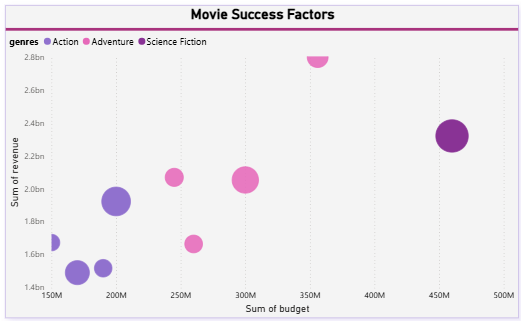 Movie Success Factors
genres Action Adventure Science Fiction
2.8bn
2.6bn
2.4bn
2.2bn
2.0bn
1.8bn
1.6bn
1.4bn
Sum of revenue
150M 200M 250M 300M 350M 400M 450M 500M
Sum of budget